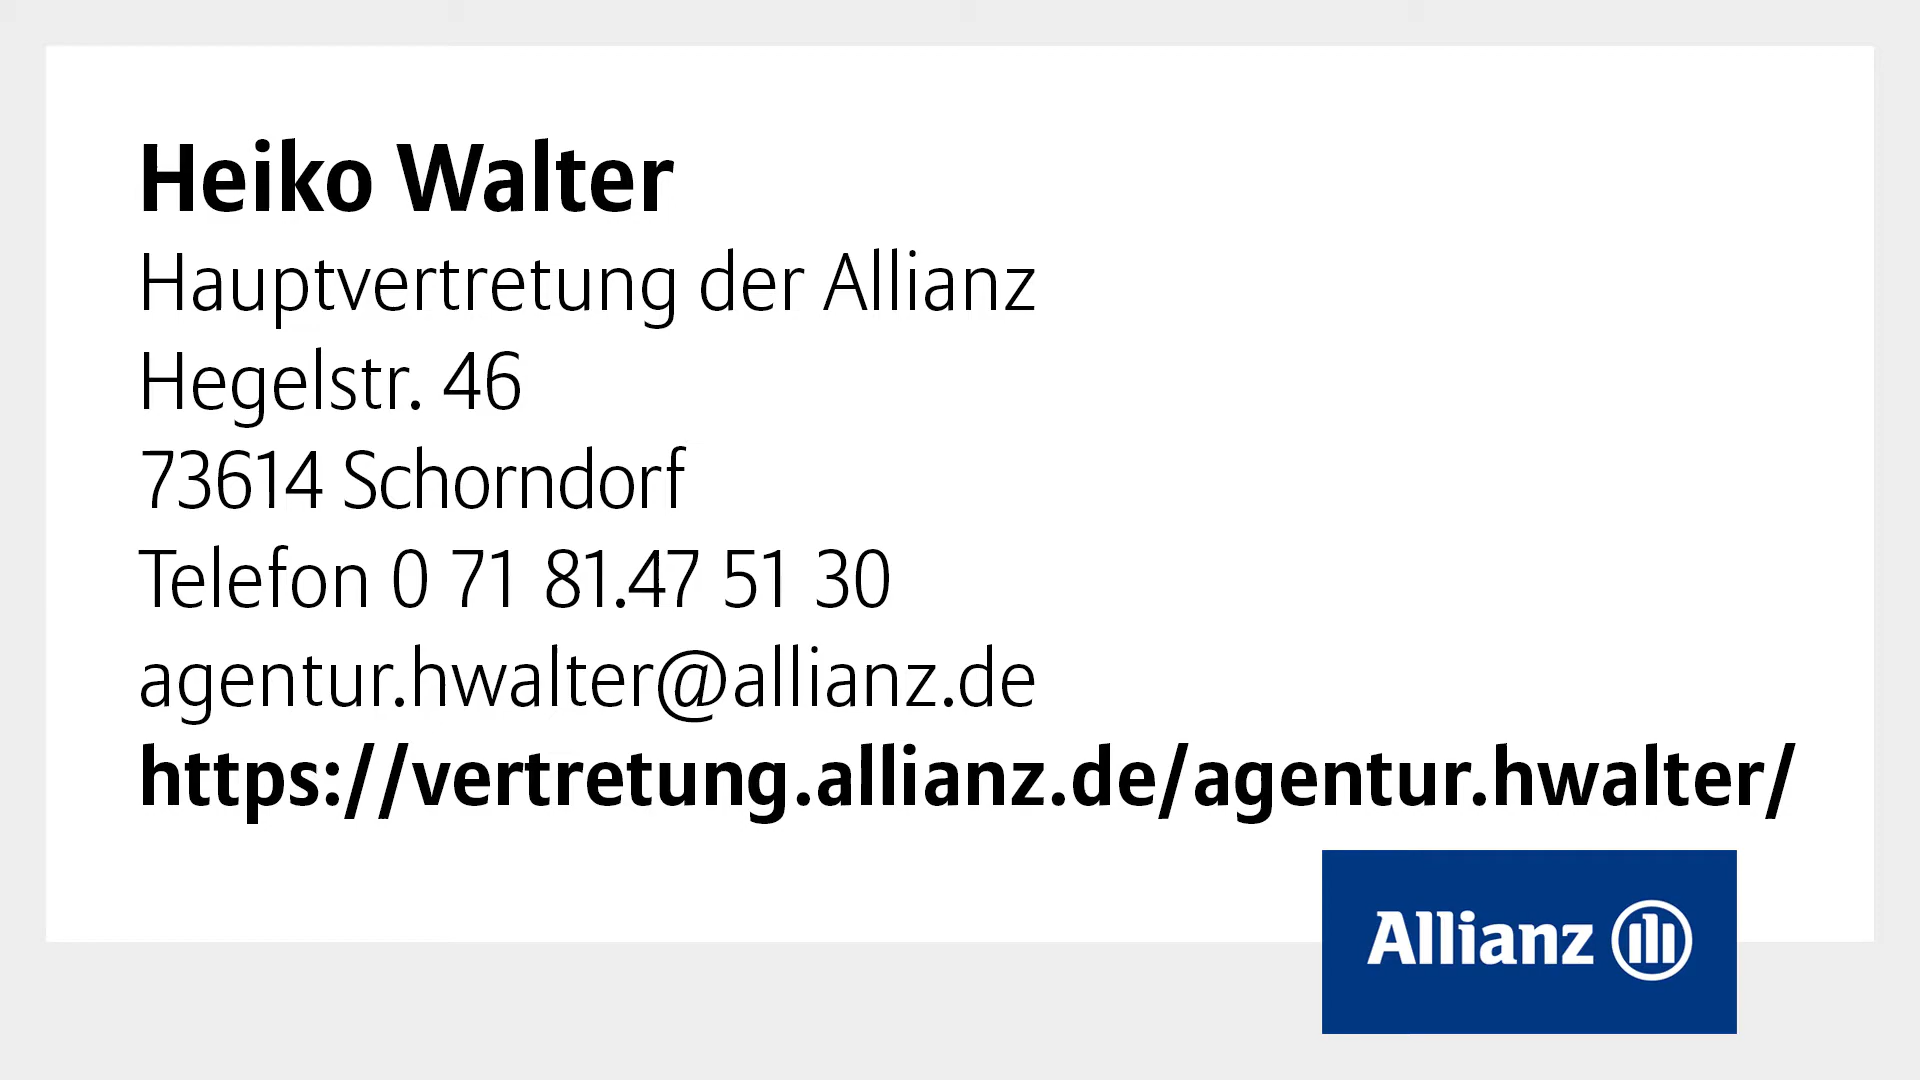 Heiko Walter
Hauptvertretung der Allianz
Hegelstr. 46
73614 Schorndorf
Telefon 0 71 81.47 51 30
agentur.hwalter@allianz.de
https://vertretung.allianz.de/agentur.hwalter/
Allianz